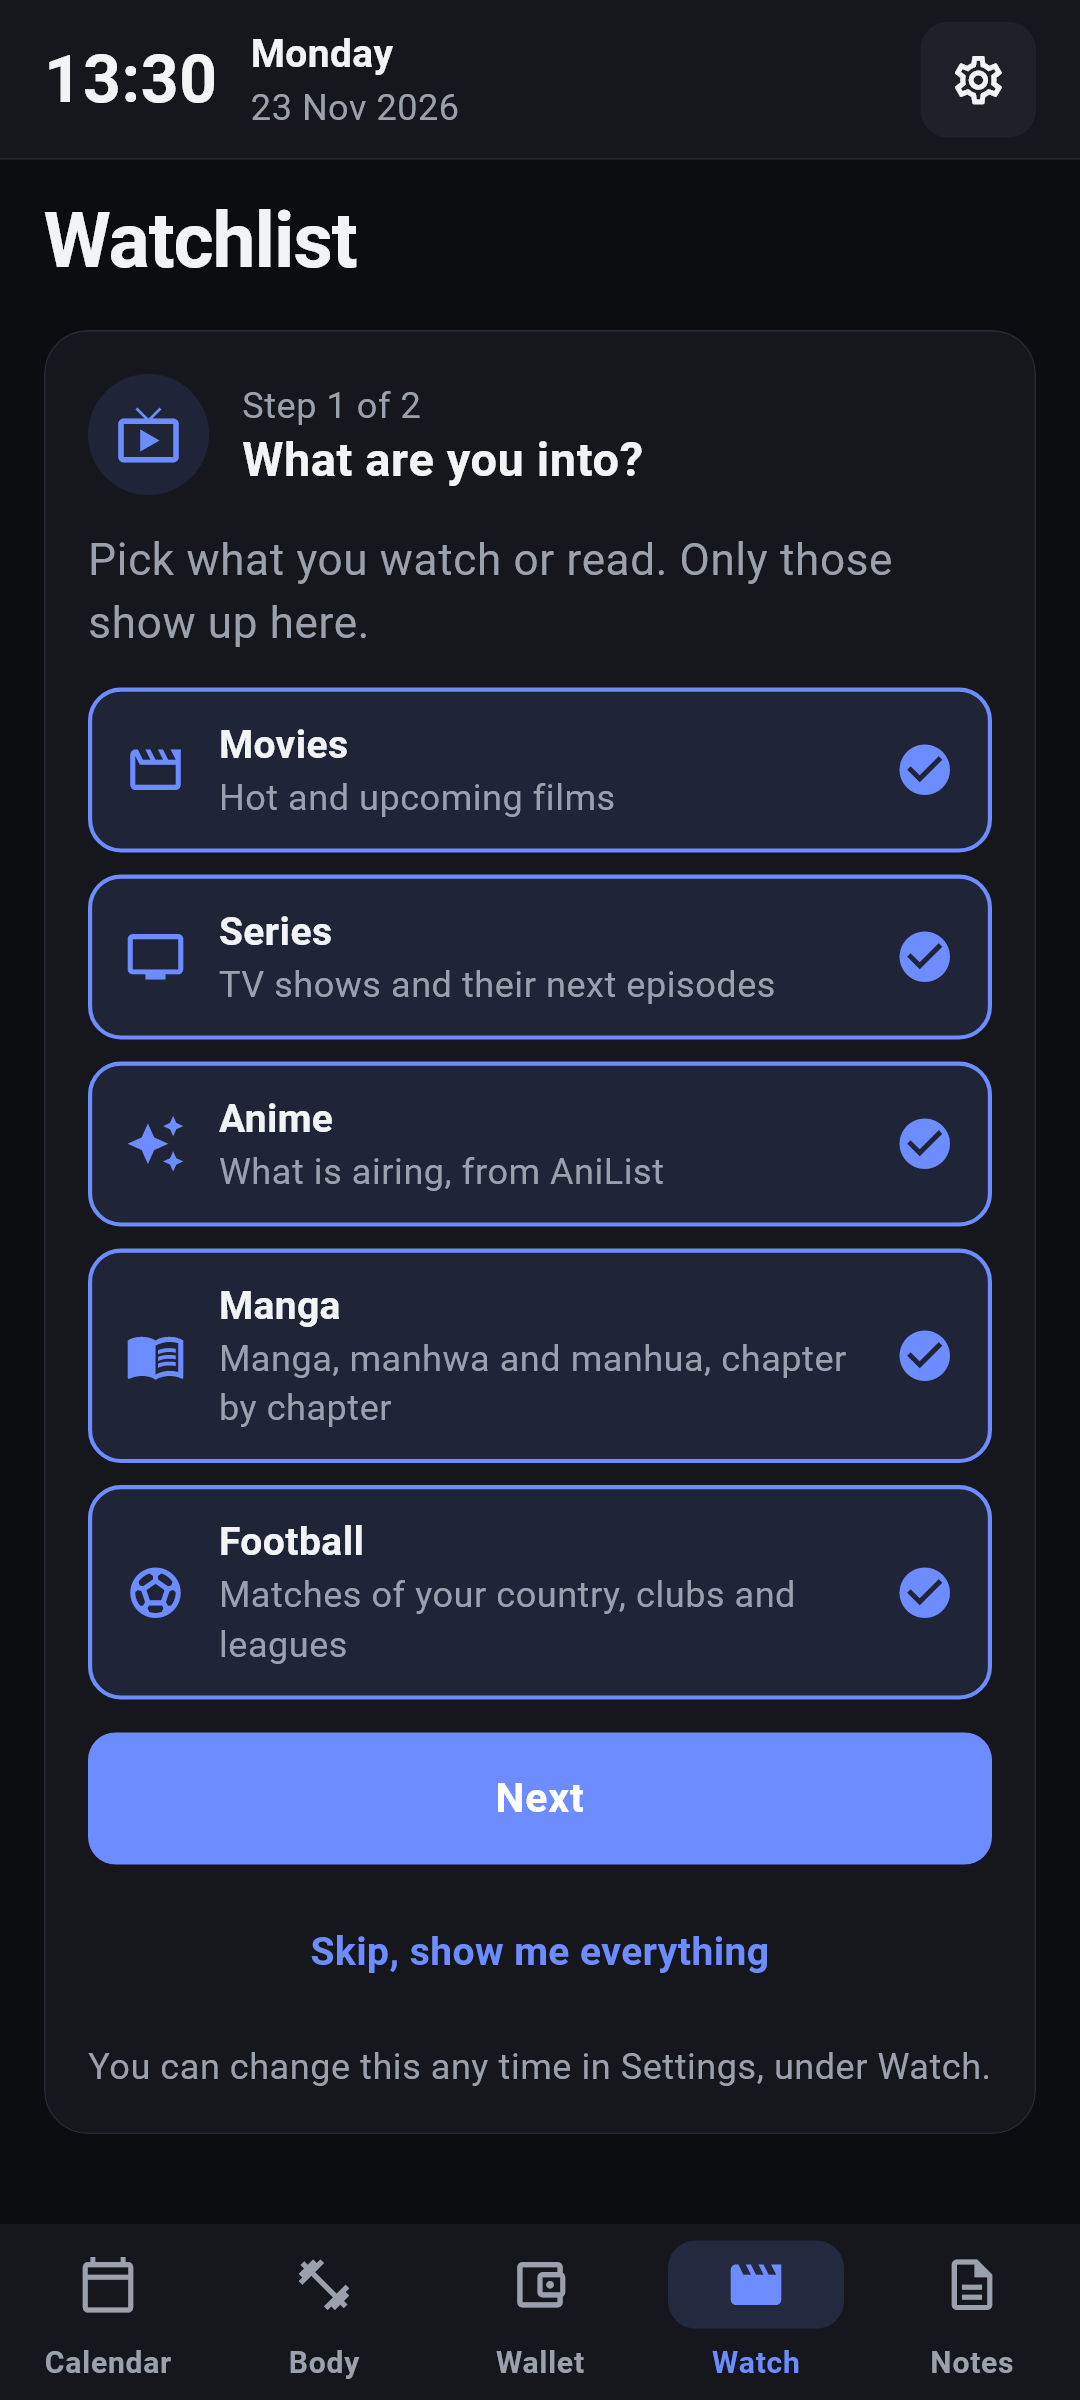 13:30
Monday
23 Nov 2026
Watchlist
Step 1 of 2
What are you into?
Pick what you watch or read. Only those
show up here.
Movies
Hot and upcoming films
Series
TV shows and their next episodes
Anime
What is airing, from AniList
Manga
Manga, manhwa and manhua, chapter
by chapter
Football
Matches of your country, clubs and
leagues
Next
Skip, show me everything
You can change this any time in Settings, under Watch.
Calendar
Body
Wallet
Watch
Notes